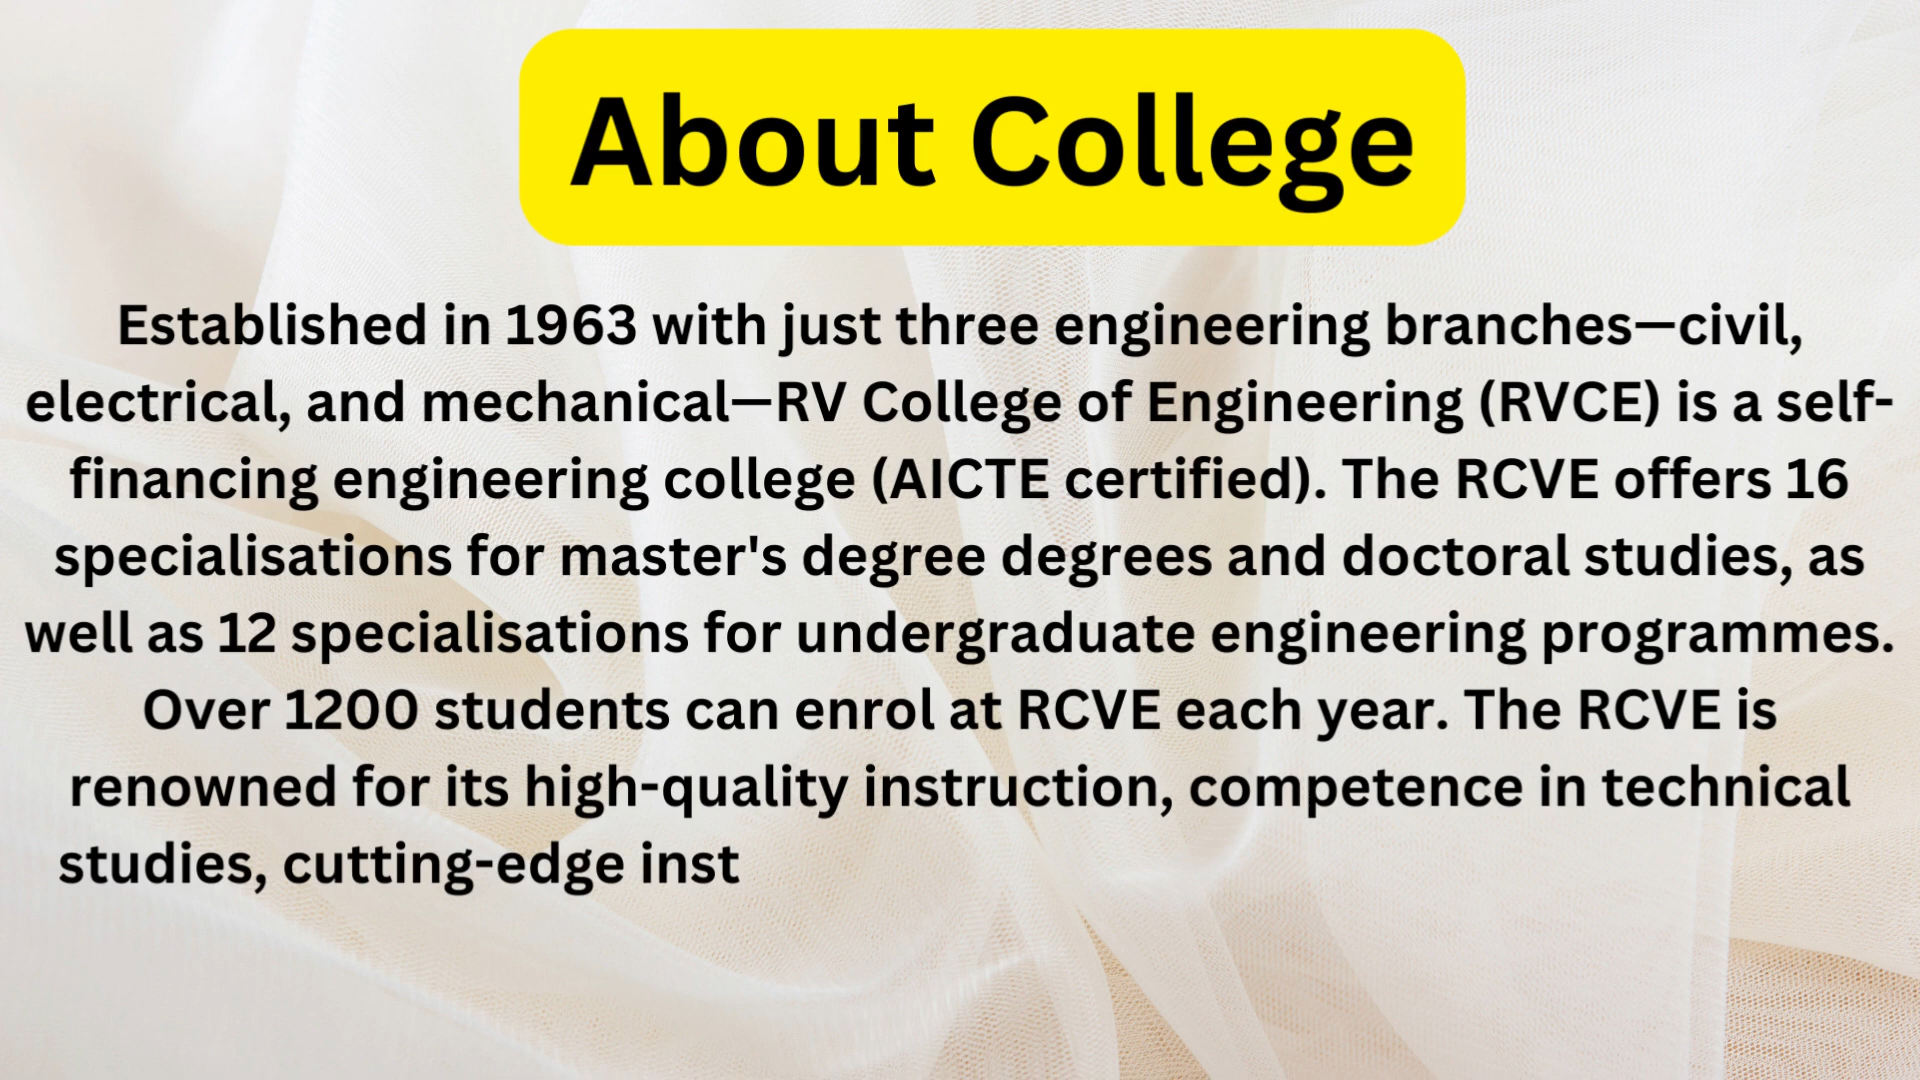 About College
Established in 1963 with just three engineering branches—civil,
electrical, and mechanical—RV College of Engineering (RVCE) is a self-
financing engineering college (AICTE certified). The RCVE offers 16
specialisations for master's degree degrees and doctoral studies, as
well as 12 specialisations for undergraduate engineering programmes.
Over 1200 students can enrol at RCVE each year. The RCVE is
renowned for its high-quality instruction, competence in technical
studies, cutting-edge inst